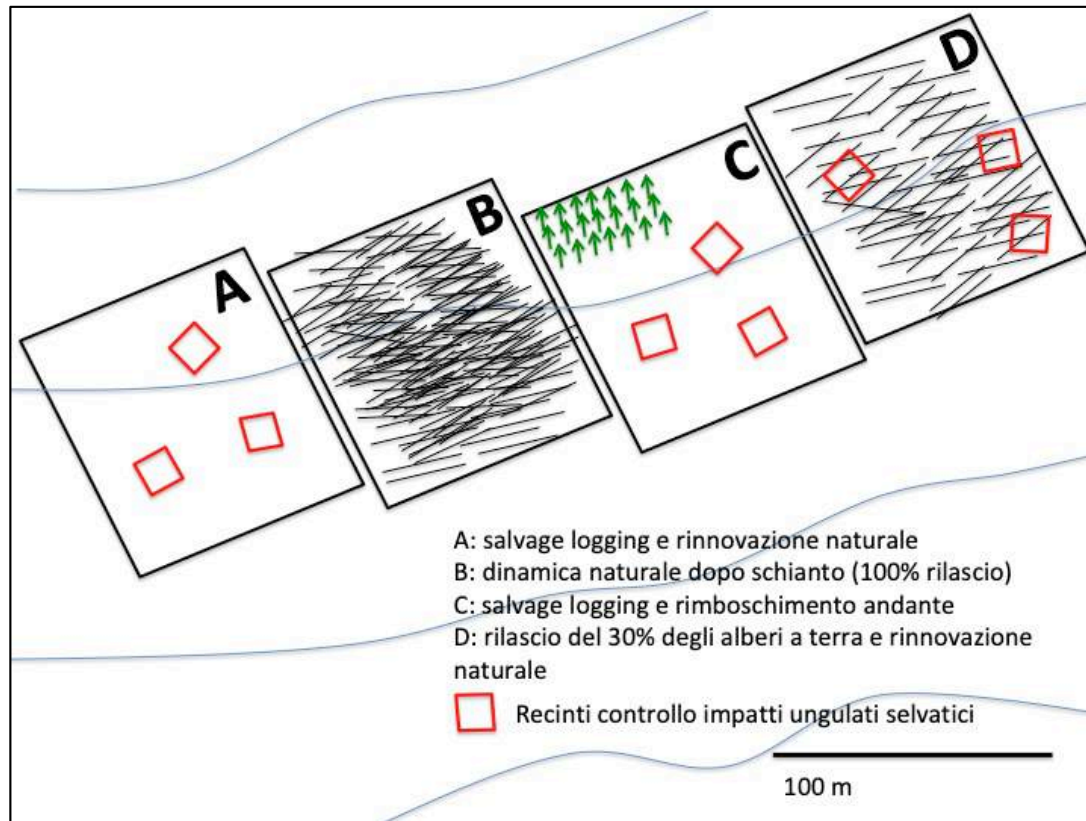 A
B
C
D
A: salvage logging e rinnovazione naturale
B: dinamica naturale dopo schianto (100% rilascio)
C: salvage logging e rimboschimento andante
D: rilascio del 30% degli alberi a terra e rinnovazione
naturale
Recinti controllo impatti ungulati selvatici
100 m